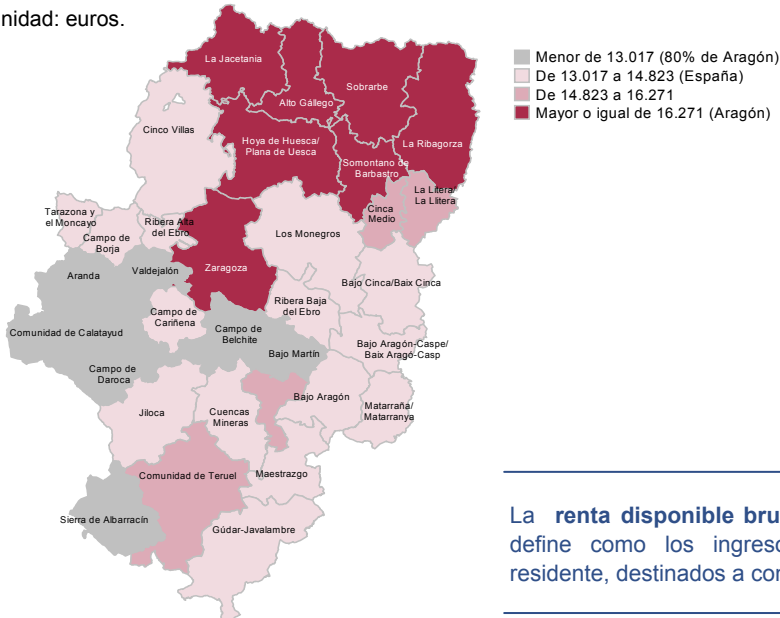 nidad: euros.
Menor de 13.017 (80% de Aragón)
De 13.017 a 14.823 (España)
De 14.823 a 16.271
Mayor o igual de 16.271 (Aragón)
La Jacetania
Alto Gállego
Sobrarbe
La Ribagorza
Cinco Villas
Hoya de Huesca/
Plana de Uesca
Somontano de
Barbastro
La Litera/
La Llitera
Cinca
Medio
Tarazona y
el Moncayo
Campo de
Borja
Ribera Alta
del Ebro
Los Monegros
Aranda
Valdejalón
Zaragoza
Bajo Cinca/Baix Cinca
Ribera Baja
del Ebro
Campo de
Cariñena
Comunidad de Calatayud
Campo de
Belchite
Bajo Martín
Bajo Aragón-Caspe/
Baix Aragó-Casp
Campo de
Daroca
Jiloca
Cuencas
Mineras
Bajo Aragón
Matarraña/
Matarranya
Comunidad de Teruel
Maestrazgo
Sierra de Albarracín
Gúdar-Javalambre
La renta disponible bru
define como los ingreso
residente, destinados a con